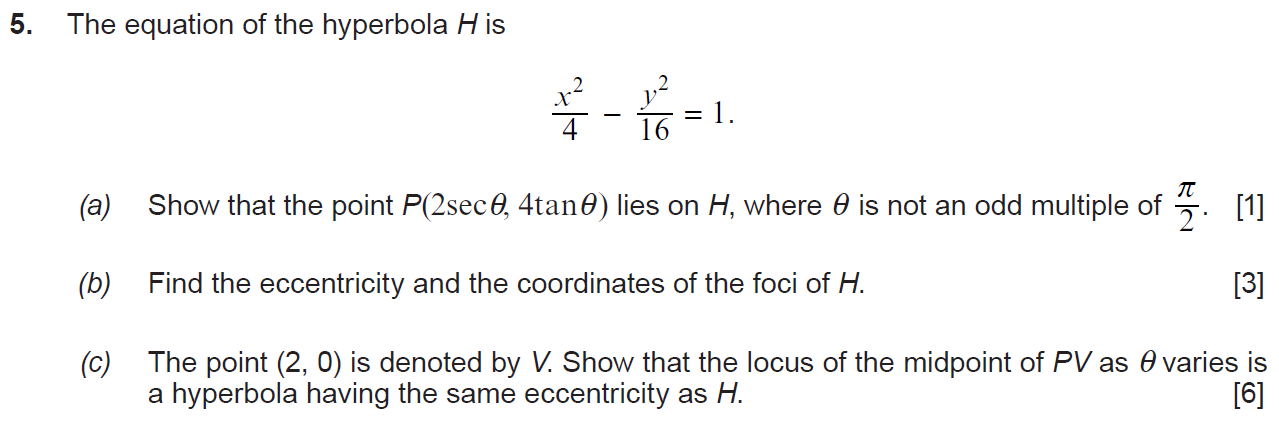 5. The equation of the hyperbola H is
x²/4 − y²/16 = 1.
(a) Show that the point P(2secθ, 4tanθ) lies on H, where θ is not an odd multiple of π/2. [1]
(b) Find the eccentricity and the coordinates of the foci of H. [3]
(c) The point (2, 0) is denoted by V. Show that the locus of the midpoint of PV as θ varies is
a hyperbola having the same eccentricity as H. [6]